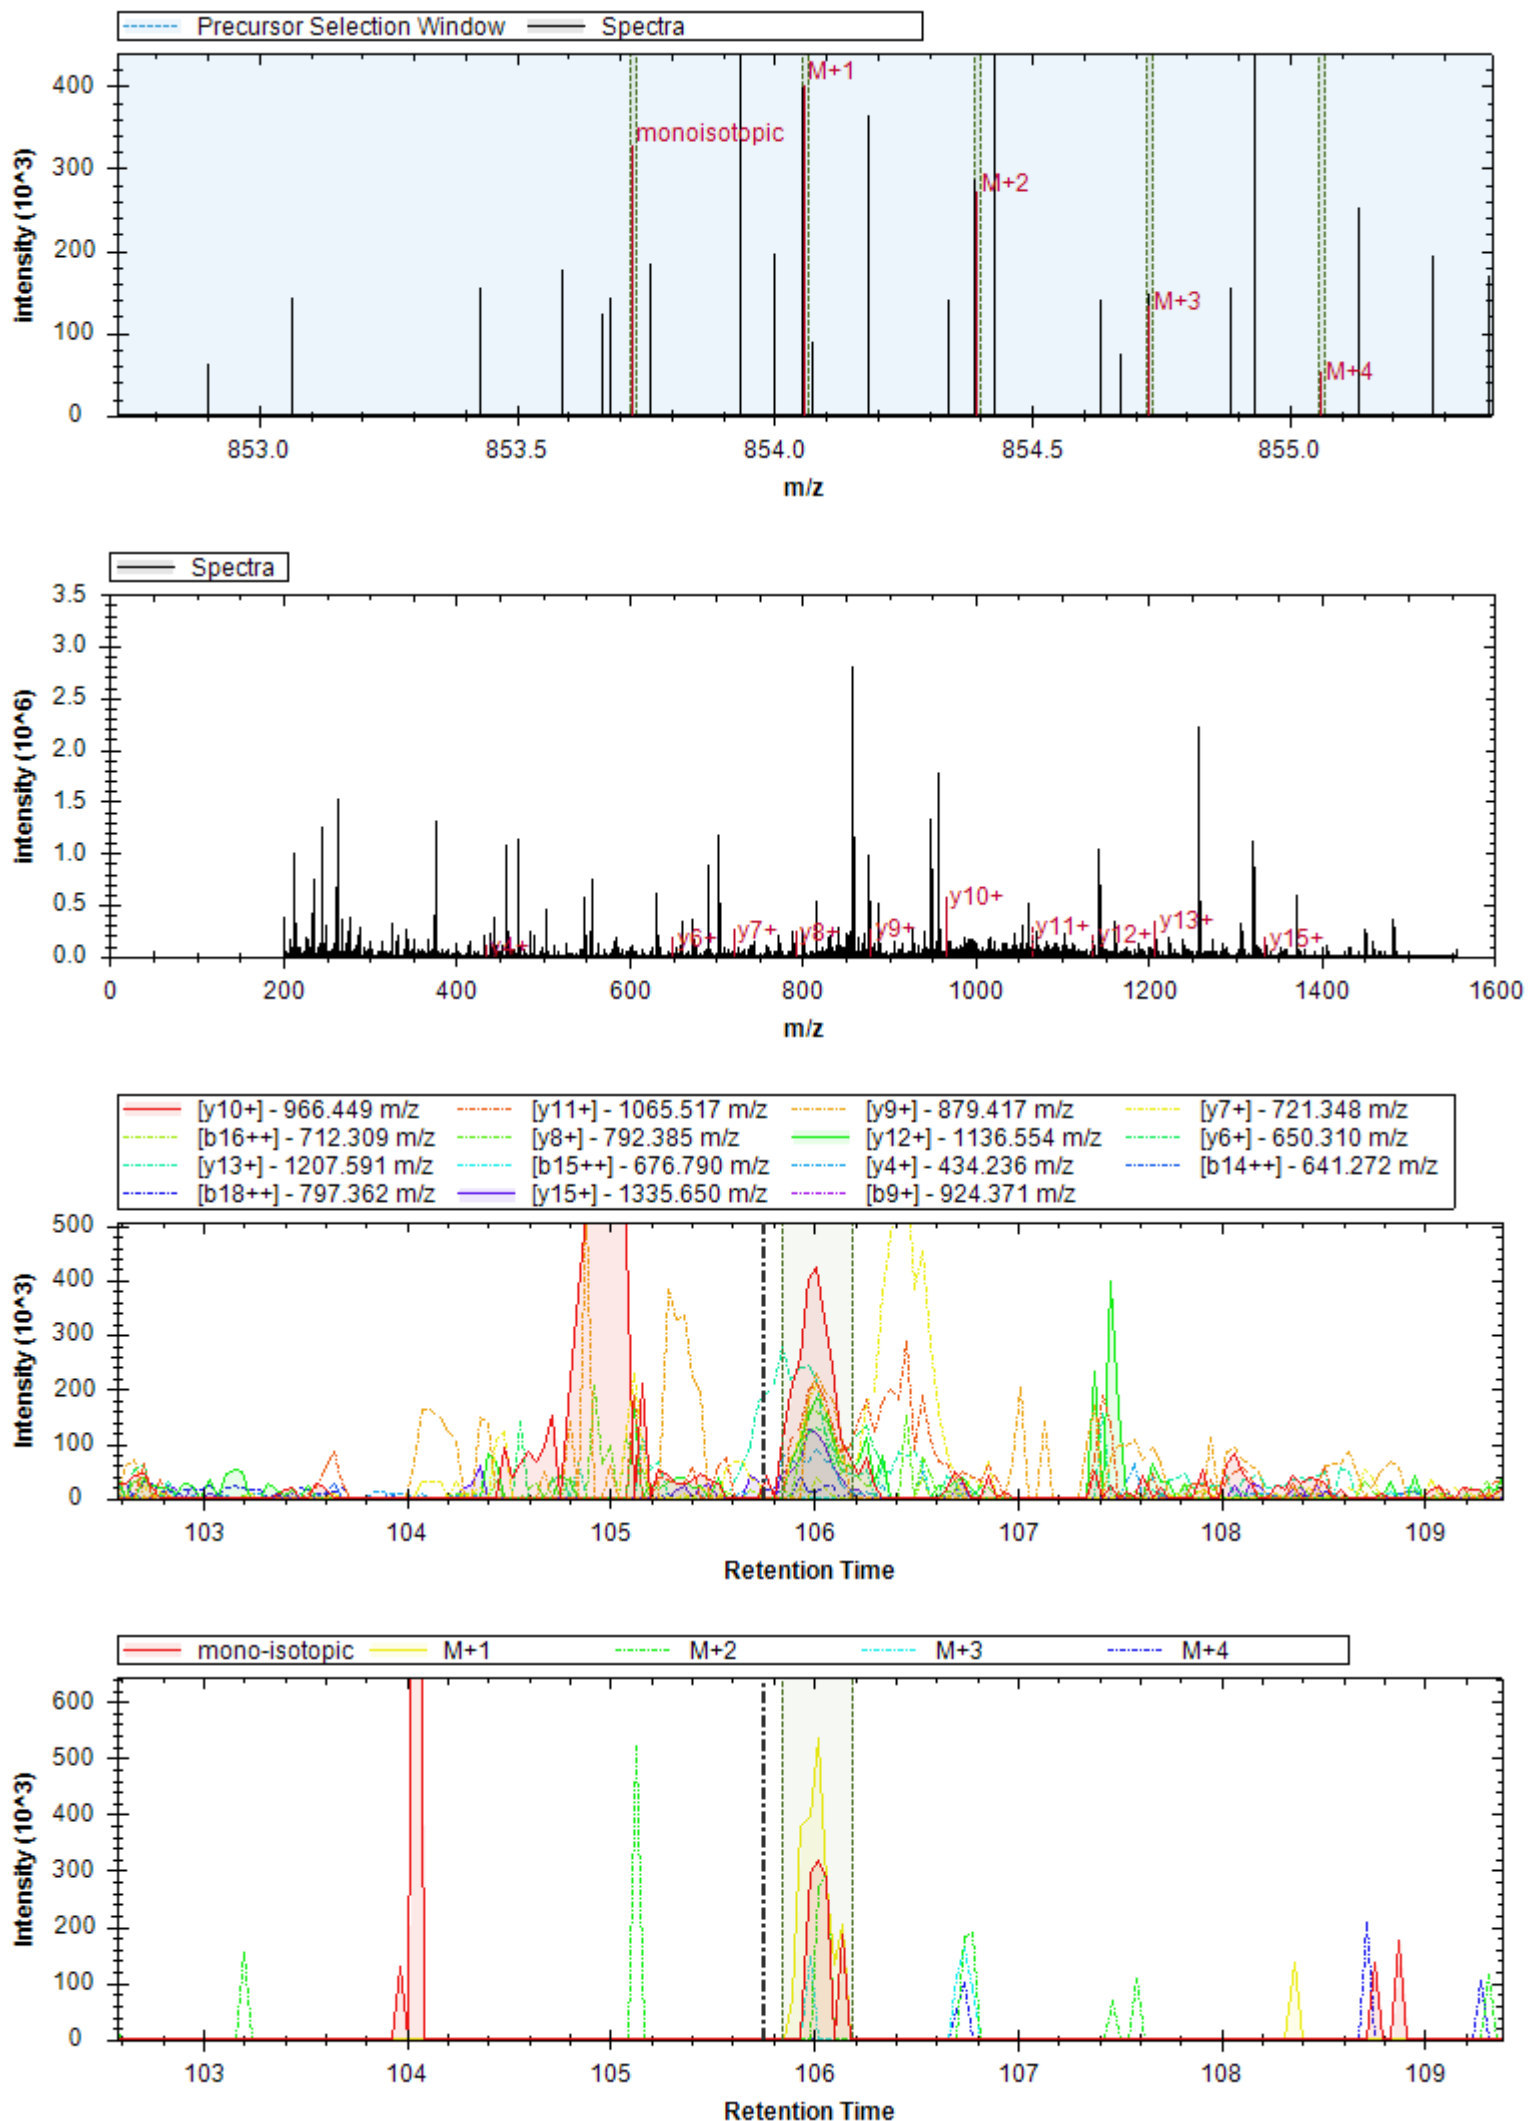 Precursor Selection Window Spectra
400
300
200
100
0
intensity (10^3)
monoisotopic
M+1
M+2
M+3
M+4
853.0 853.5 854.0 854.5 855.0
m/z
Spectra
3.5
3.0
2.5
2.0
1.5
1.0
0.5
0.0
intensity (10^6)
y4+ y6+ y7+ y8+ y9+ y10+ y11+ y12+ y13+ y15+
0 200 400 600 800 1000 1200 1400 1600
m/z
[y10+] - 966.449 m/z [y11+] - 1065.517 m/z [y9+] - 879.417 m/z [y7+] - 721.348 m/z
[b16++] - 712.309 m/z [y8+] - 792.385 m/z [y12+] - 1136.554 m/z [y6+] - 650.310 m/z
[y13+] - 1207.591 m/z [b15++] - 676.790 m/z [y4+] - 434.236 m/z [b14++] - 641.272 m/z
[b18++] - 797.362 m/z [y15+] - 1335.650 m/z [b9+] - 924.371 m/z
500
400
300
200
100
0
Intensity (10^3)
103 104 105 106 107 108 109
Retention Time
mono-isotopic M+1 M+2 M+3 M+4
600
500
400
300
200
100
0
Intensity (10^3)
103 104 105 106 107 108 109
Retention Time